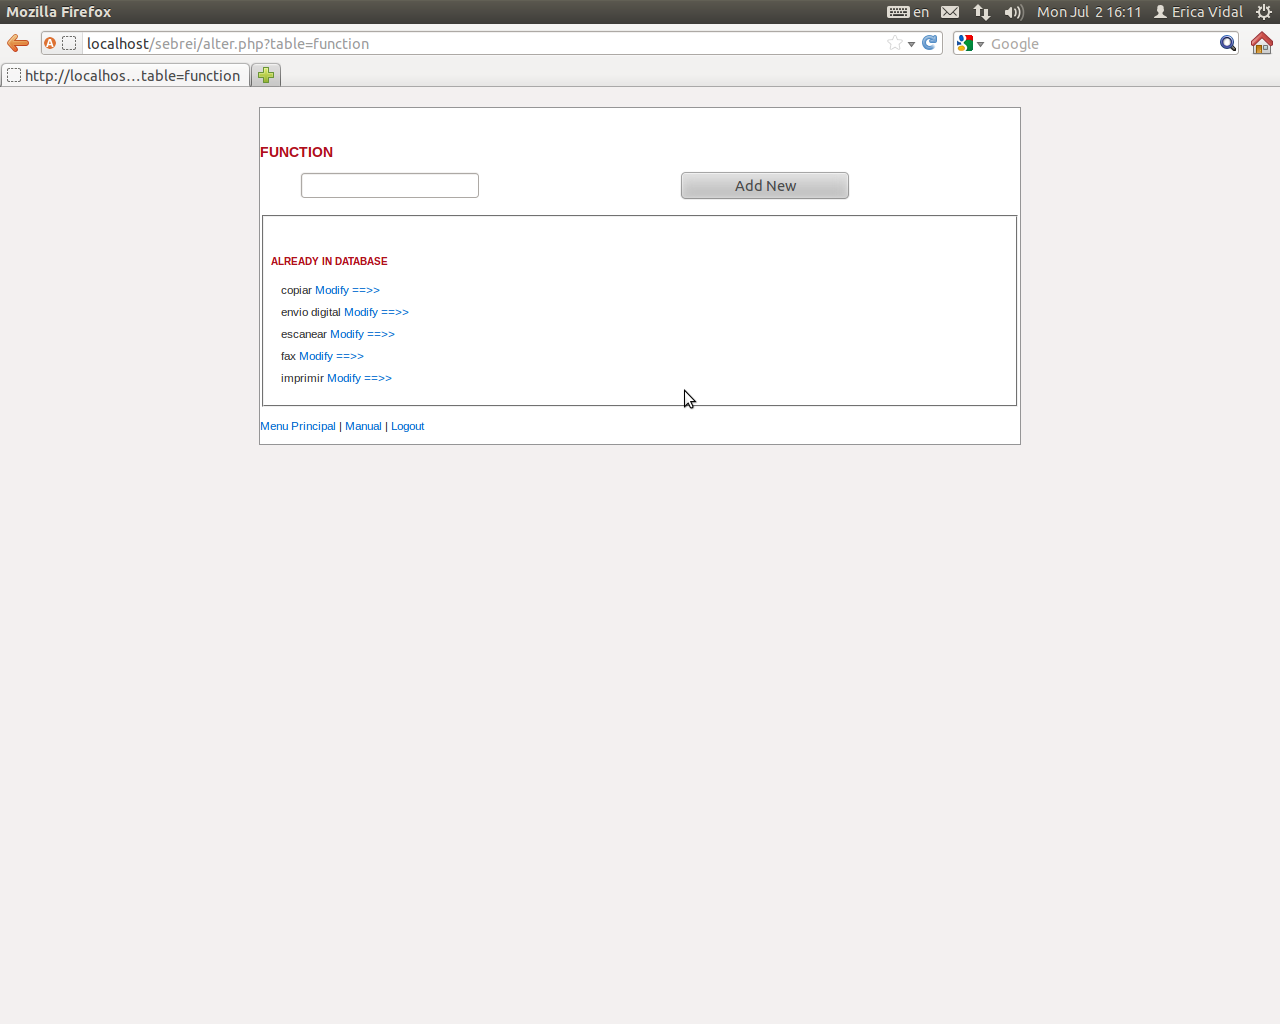 Mozilla Firefox
en
Mon Jul 2 16:11
Erica Vidal
localhost/sebrei/alter.php?table=function
Google
http://localhos...table=function
FUNCTION
Add New
ALREADY IN DATABASE
copiar Modify ==>>
envio digital Modify ==>>
escanear Modify ==>>
fax Modify ==>>
imprimir Modify ==>>
Menu Principal | Manual | Logout